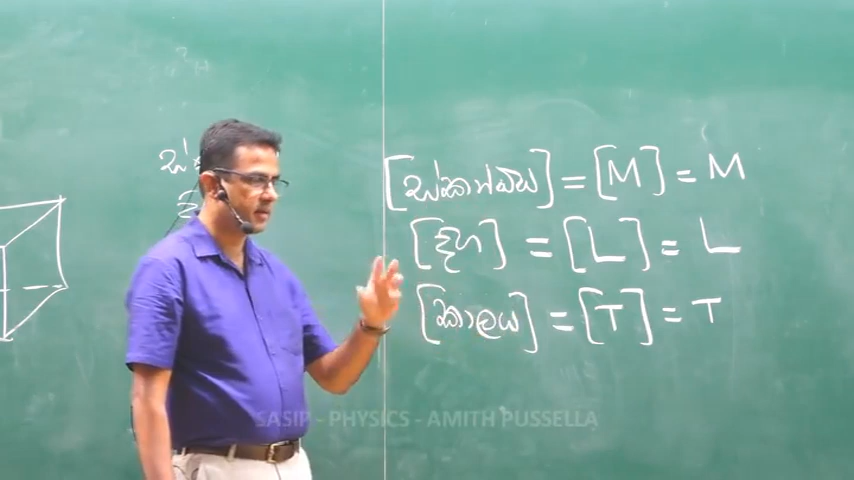 [ස්කන්ධය] = [M] = M
[දිග] = [L] = L
[කාලය] = [T] = T
SASIP - PHYSICS - AMITH PUSSELLA